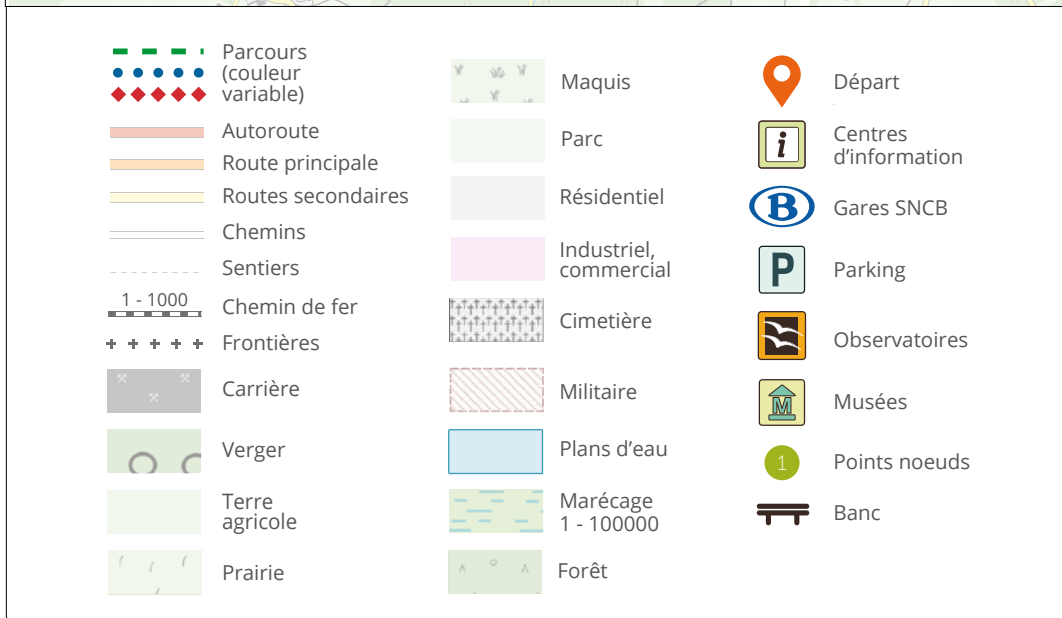 Parcours
(couleur
variable)
Autoroute
Route principale
Routes secondaires
Chemins
Sentiers
1 - 1000
Chemin de fer
Frontières
Carrière
Verger
Terre
agricole
Prairie
Maquis
Parc
Résidentiel
Industriel,
commercial
Cimetière
Militaire
Plans d’eau
Marécage
1 - 100000
Forêt
Départ
i
Centres
d’information
B
Gares SNCB
P
Parking
Observatoires
M
Musées
1
Points noeuds
Banc